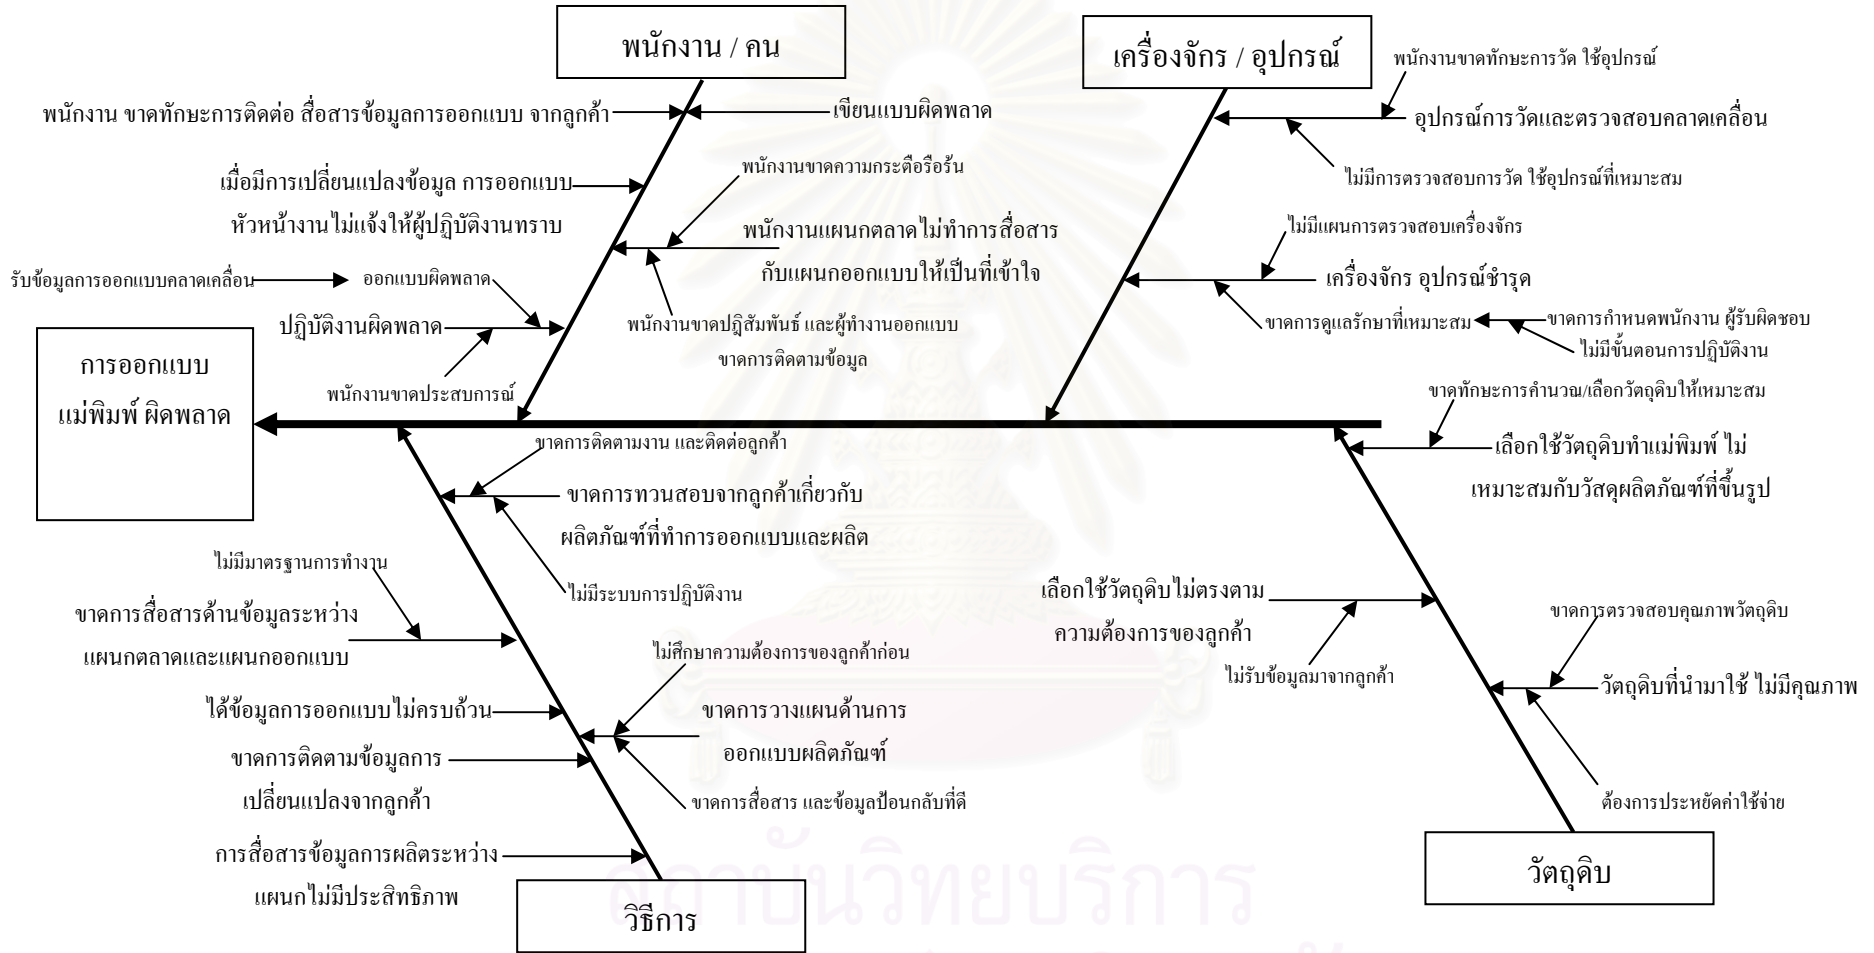 พนักงาน / คน
เครื่องจักร / อุปกรณ์
พนักงานขาดทักษะการวัด ใช้อุปกรณ์
พนักงาน ขาดทักษะการติดต่อ สื่อสารข้อมูลการออกแบบ จากลูกค้า
เขียนแบบผิดพลาด
อุปกรณ์การวัดและตรวจสอบคลาดเคลื่อน
พนักงานขาดความกระตือรือร้น
ไม่มีการตรวจสอบการวัด ใช้อุปกรณ์ที่เหมาะสม
เมื่อมีการเปลี่ยนแปลงข้อมูล การออกแบบ
หัวหน้างานไม่แจ้งให้ผู้ปฏิบัติงานทราบ
พนักงานแผนกตลาดไม่ทำการสื่อสาร
กับแผนกออกแบบให้เป็นที่เข้าใจ
ไม่มีแผนการตรวจสอบเครื่องจักร
รับข้อมูลการออกแบบคลาดเคลื่อน
ออกแบบผิดพลาด
เครื่องจักร อุปกรณ์ชำรุด
ปฏิบัติงานผิดพลาด
พนักงานขาดปฎิสัมพันธ์ และผู้ทำงานออกแบบ
ขาดการติดตามข้อมูล
ขาดการดูแลรักษาที่เหมาะสม
ขาดการกำหนดพนักงาน ผู้รับผิดชอบ
ไม่มีขั้นตอนการปฏิบัติงาน
การออกแบบ
แม่พิมพ์ ผิดพลาด
พนักงานขาดประสบการณ์
ขาดทักษะการคำนวณ/เลือกวัตถุดิบให้เหมาะสม
ขาดการติดตามงาน และติดต่อลูกค้า
เลือกใช้วัตถุดิบทำแม่พิมพ์ ไม่
เหมาะสมกับวัสดุผลิตภัณฑ์ที่ขึ้นรูป
ขาดการทวนสอบจากลูกค้าเกี่ยวกับ
ผลิตภัณฑ์ที่ทำการออกแบบและผลิต
ไม่มีมาตรฐานการทำงาน
ไม่มีระบบการปฏิบัติงาน
เลือกใช้วัตถุดิบไม่ตรงตาม
ความต้องการของลูกค้า
ขาดการตรวจสอบคุณภาพวัตถุดิบ
ขาดการสื่อสารด้านข้อมูลระหว่าง
แผนกตลาดและแผนกออกแบบ
ไม่ศึกษาความต้องการของลูกค้าก่อน
ไม่รับข้อมูลมาจากลูกค้า
วัตถุดิบที่นำมาใช้ ไม่มีคุณภาพ
ได้ข้อมูลการออกแบบไม่ครบถ้วน
ขาดการวางแผนด้านการ
ออกแบบผลิตภัณฑ์
ขาดการติดตามข้อมูลการ
เปลี่ยนแปลงจากลูกค้า
ขาดการสื่อสาร และข้อมูลป้อนกลับที่ดี
ต้องการประหยัดค่าใช้จ่าย
การสื่อสารข้อมูลการผลิตระหว่าง
แผนกไม่มีประสิทธิภาพ
วัตถุดิบ
วิธีการ
สถาบันวิทยบริการ